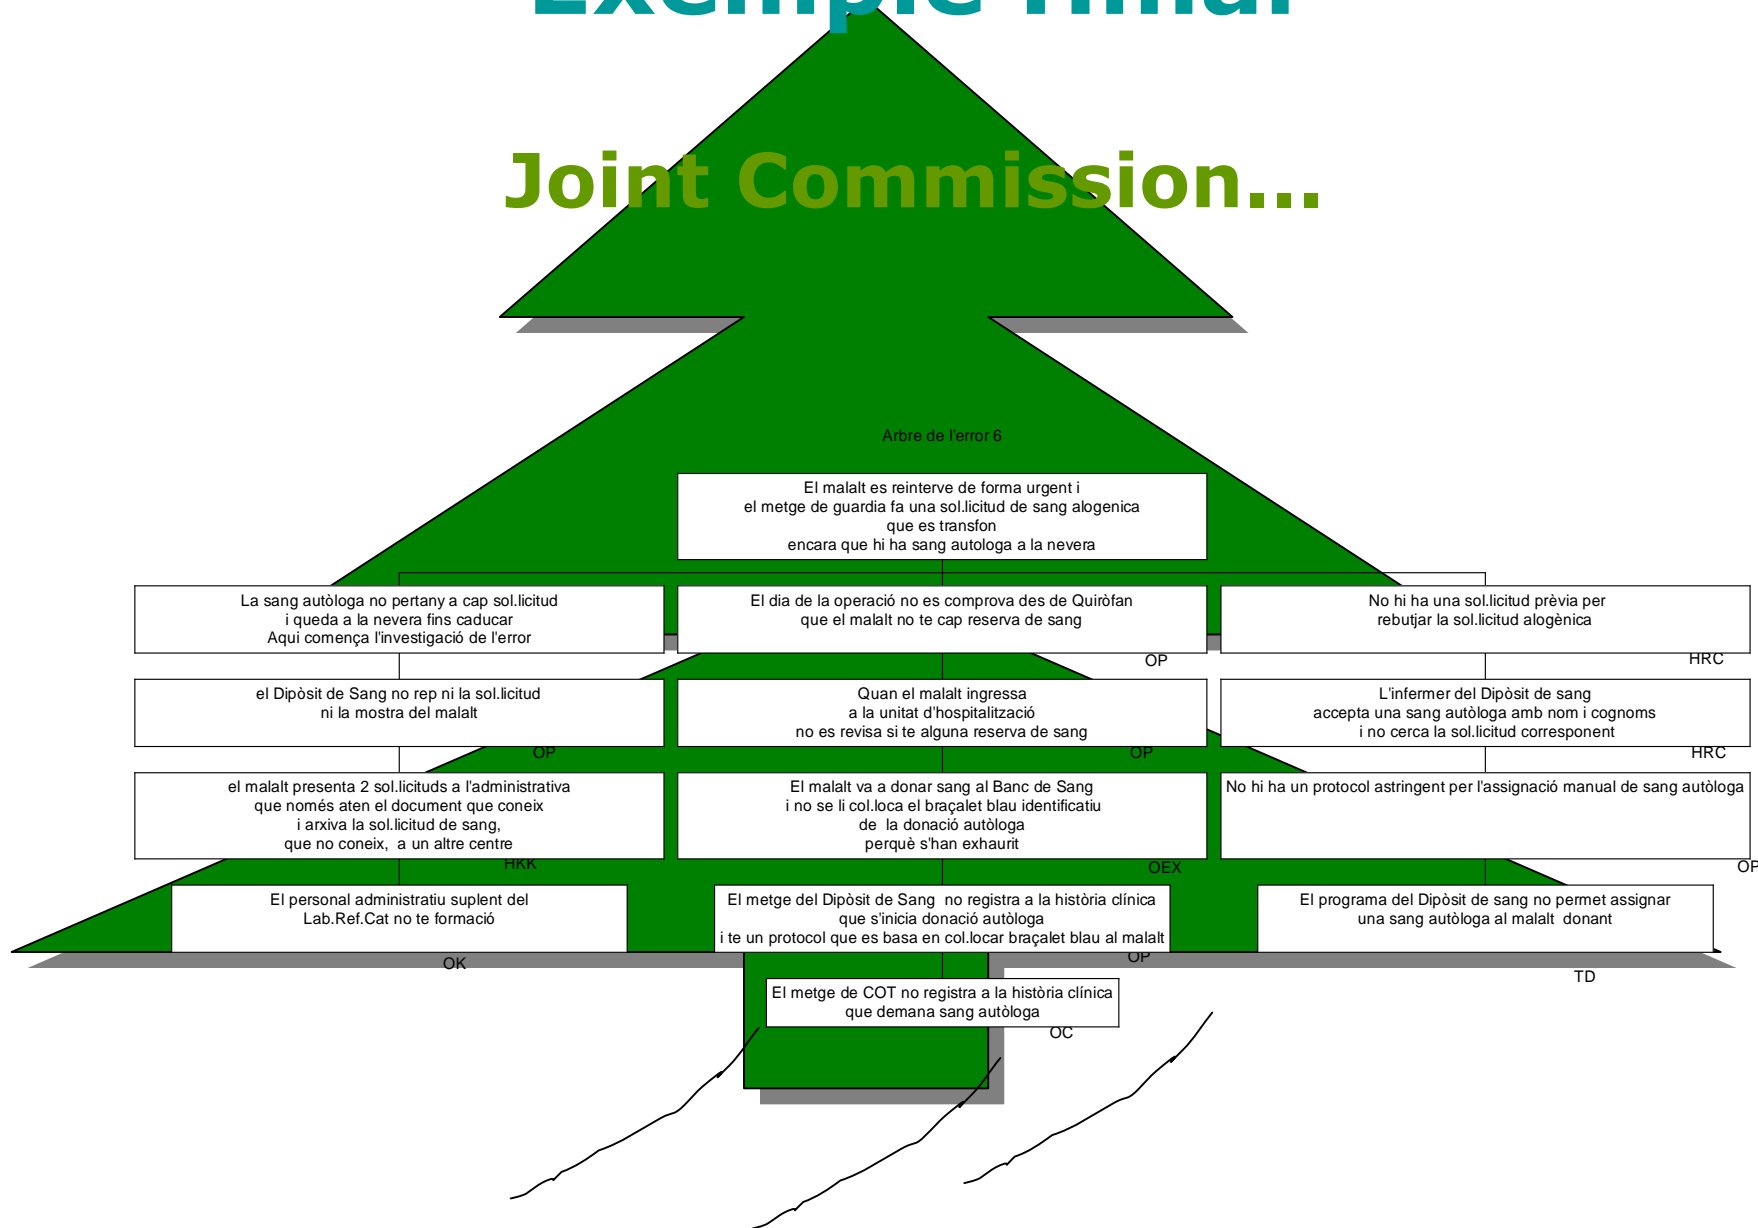 Exemple
Joint Commission...
Arbre de l'error 6
El malalt es reinterve de forma urgent i
el metge de guardia fa una sol.licitud de sang alogenica
que es transfon
encara que hi ha sang autologa a la nevera
La sang autòloga no pertany a cap sol.licitud
i queda a la nevera fins caducar
Aqui comença l'investigació de l'error
El dia de la operació no es comprova des de Quiròfan
que el malalt no te cap reserva de sang
OP
No hi ha una sol.licitud prèvia per
rebutjar la sol.licitud alogènica
HRC
el Dipòsit de Sang no rep ni la sol.licitud
ni la mostra del malalt
OP
Quan el malalt ingressa
a la unitat d'hospitalització
no es revisa si te alguna reserva de sang
OP
L'infermer del Dipòsit de sang
accepta una sang autòloga amb nom i cognoms
i no cerca la sol.licitud corresponent
HRC
el malalt presenta 2 sol.licituds a l'administrativa
que només aten el document que coneix
i arxiva la sol.licitud de sang,
que no coneix, a un altre centre
HKK
El malalt va a donar sang al Banc de Sang
i no se li col.loca el braçalet blau identificatiu
de la donació autòloga
perquè s'han exhaurit
OEX
No hi ha un protocol astringent per l'assignació manual de sang autòloga
OP
El personal administratiu suplent del
Lab.Ref.Cat no te formació
OK
El metge del Dipòsit de Sang no registra a la història clínica
que s'inicia donació autòloga
i te un protocol que es basa en col.locar braçalet blau al malalt
OP
El programa del Dipòsit de sang no permet assignar
una sang autòloga al malalt donant
TD
El metge de COT no registra a la història clínica
que demana sang autòloga
OC